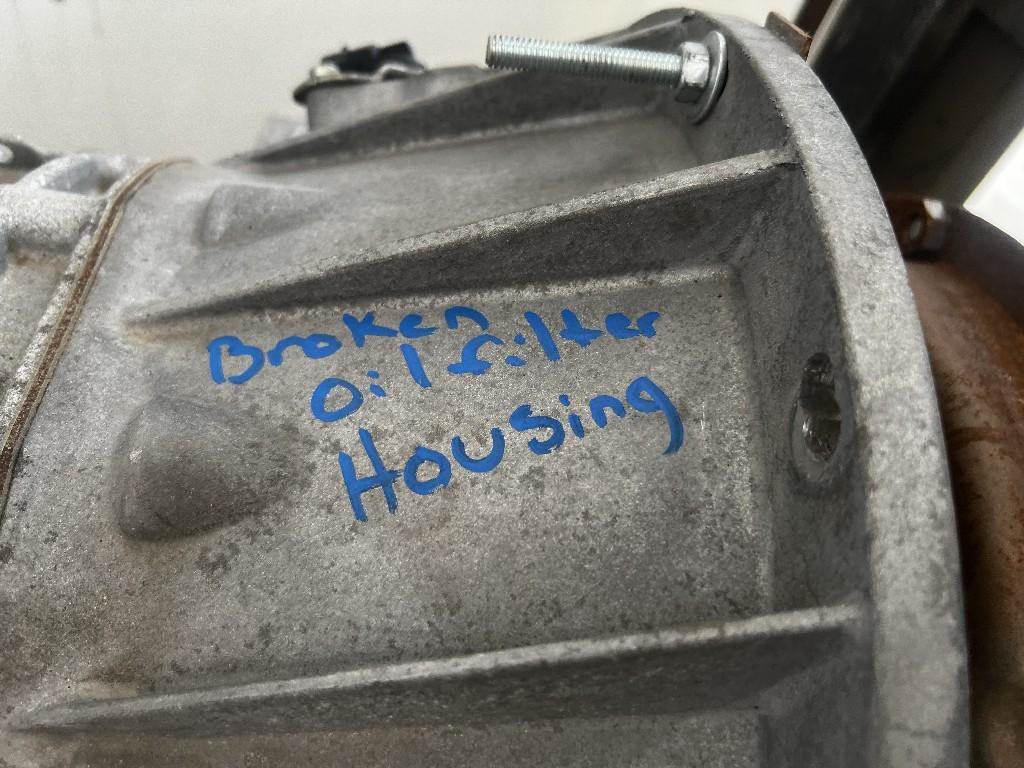 Broken
Oil filter
Housing